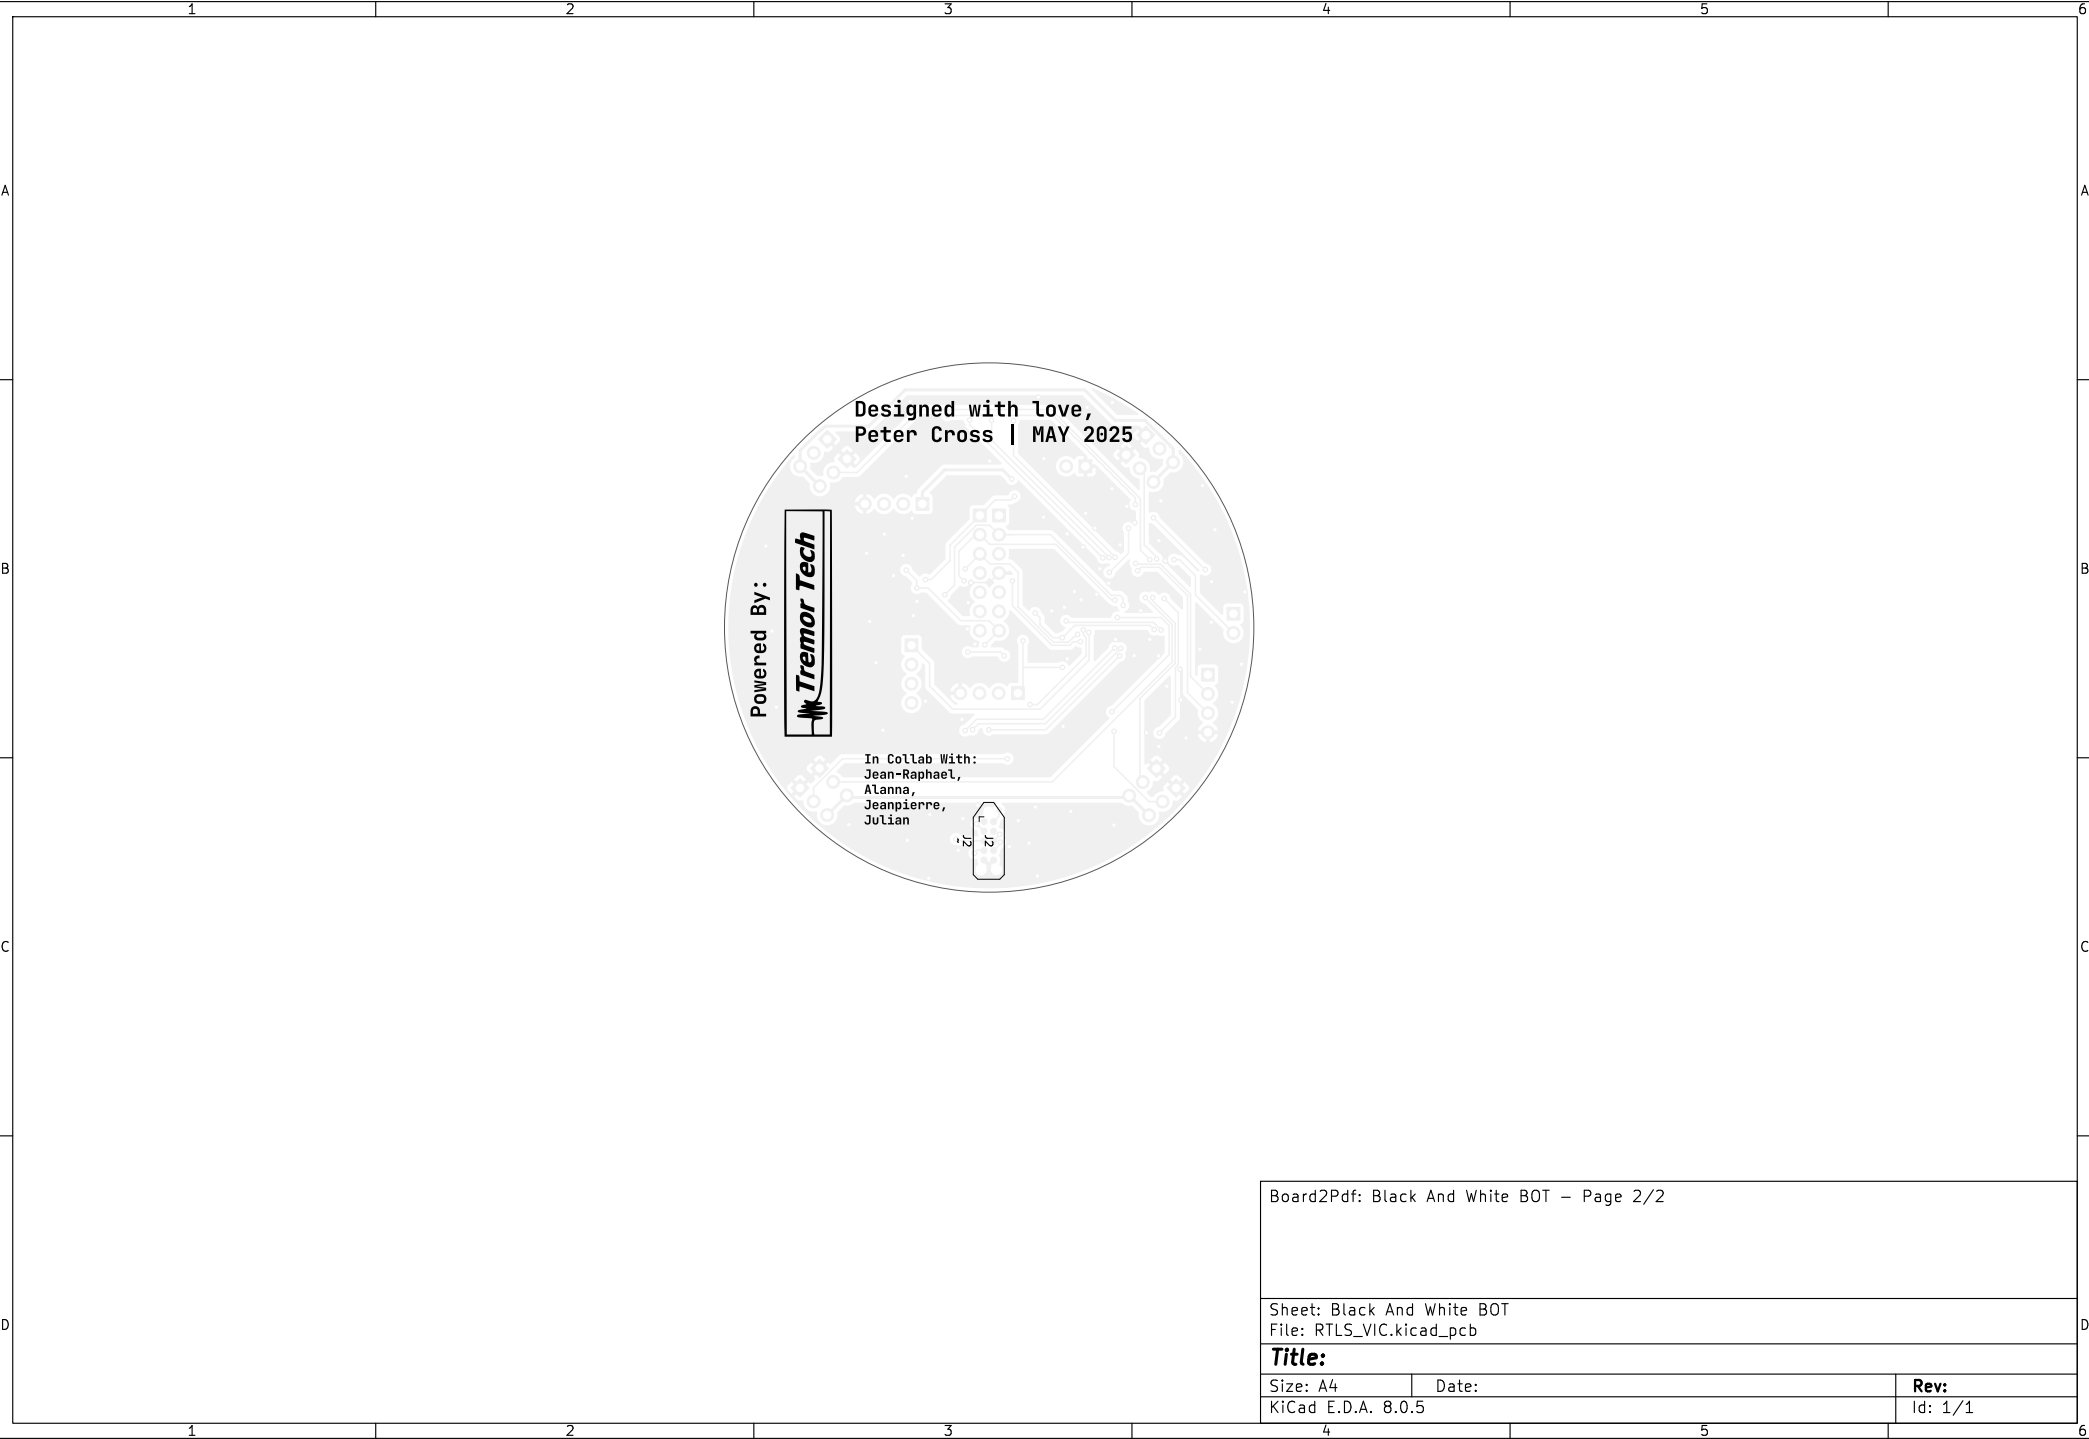 1 2 3 4 5 6
A A
Designed with love,
Peter Cross | MAY 2025
B B
Powered By:
Tremor Tech
In Collab With:
Jean-Raphael,
Alanna,
Jeanpierre,
Julian
J2
J2
C C
Board2Pdf: Black And White BOT – Page 2/2
Sheet: Black And White BOT
File: RTLS_VIC.kicad_pcb
D D
Title:
Size: A4 Date: Rev:
KiCad E.D.A. 8.0.5 Id: 1/1
1 2 3 4 5 6